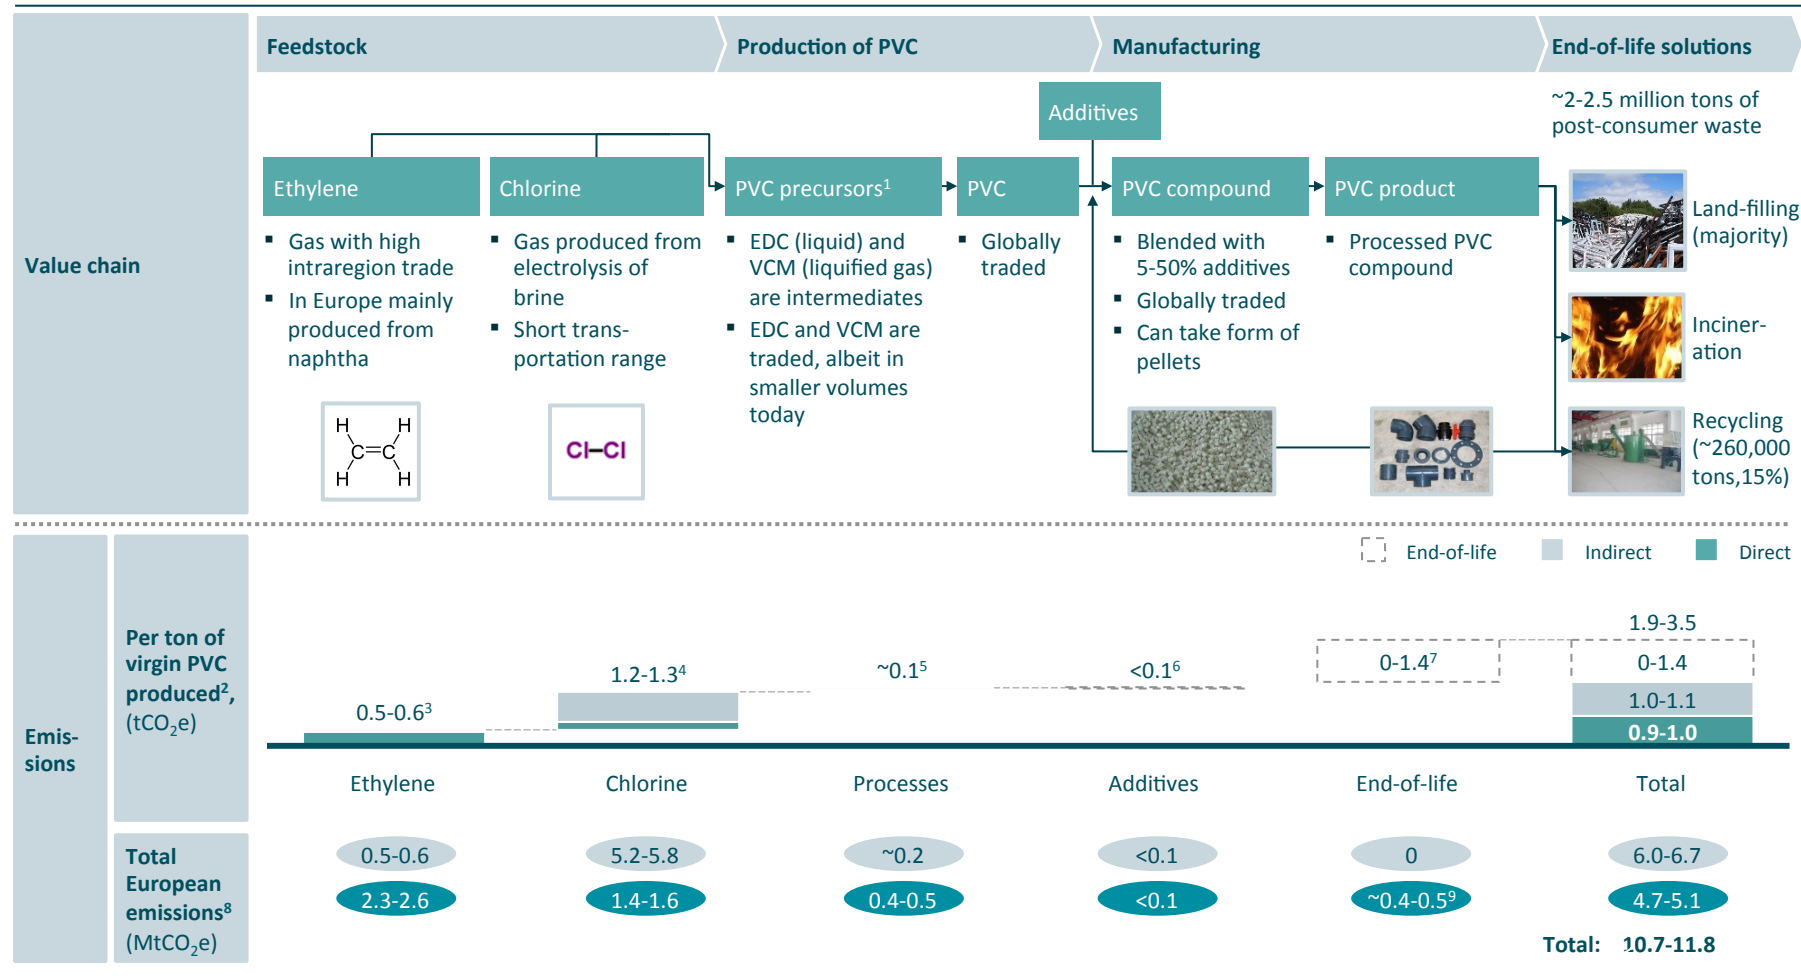 Feedstock
Production of PVC
Manufacturing
End-of-life solutions
Value chain
Additives
~2-2.5 million tons of
post-consumer waste
Ethylene
Chlorine
PVC precursors1
PVC
PVC compound
PVC product
▪ Gas with high
intraregion trade
▪ In Europe mainly
produced from
naphtha
▪ Gas produced from
electrolysis of
brine
▪ Short trans-
portation range
▪ EDC (liquid) and
VCM (liquified gas)
are intermediates
▪ EDC and VCM are
traded, albeit in
smaller volumes
today
▪ Globally
traded
▪ Blended with
5-50% additives
▪ Globally traded
▪ Can take form of
pellets
▪ Processed PVC
compound
Land-filling
(majority)
Inciner-
ation
Recycling
(~260,000
tons,15%)
H H
C=C
H H
Cl–Cl
End-of-life
Indirect
Direct
Emis-
sions
Per ton of
virgin PVC
produced2,
(tCO2e)
0.5-0.63
1.2-1.34
~0.15
<0.16
0-1.47
1.9-3.5
0-1.4
1.0-1.1
0.9-1.0
Ethylene
Chlorine
Processes
Additives
End-of-life
Total
Total
European
emissions8
(MtCO2e)
0.5-0.6
5.2-5.8
~0.2
<0.1
0
6.0-6.7
2.3-2.6
1.4-1.6
0.4-0.5
<0.1
~0.4-0.59
4.7-5.1
Total: 10.7-11.8